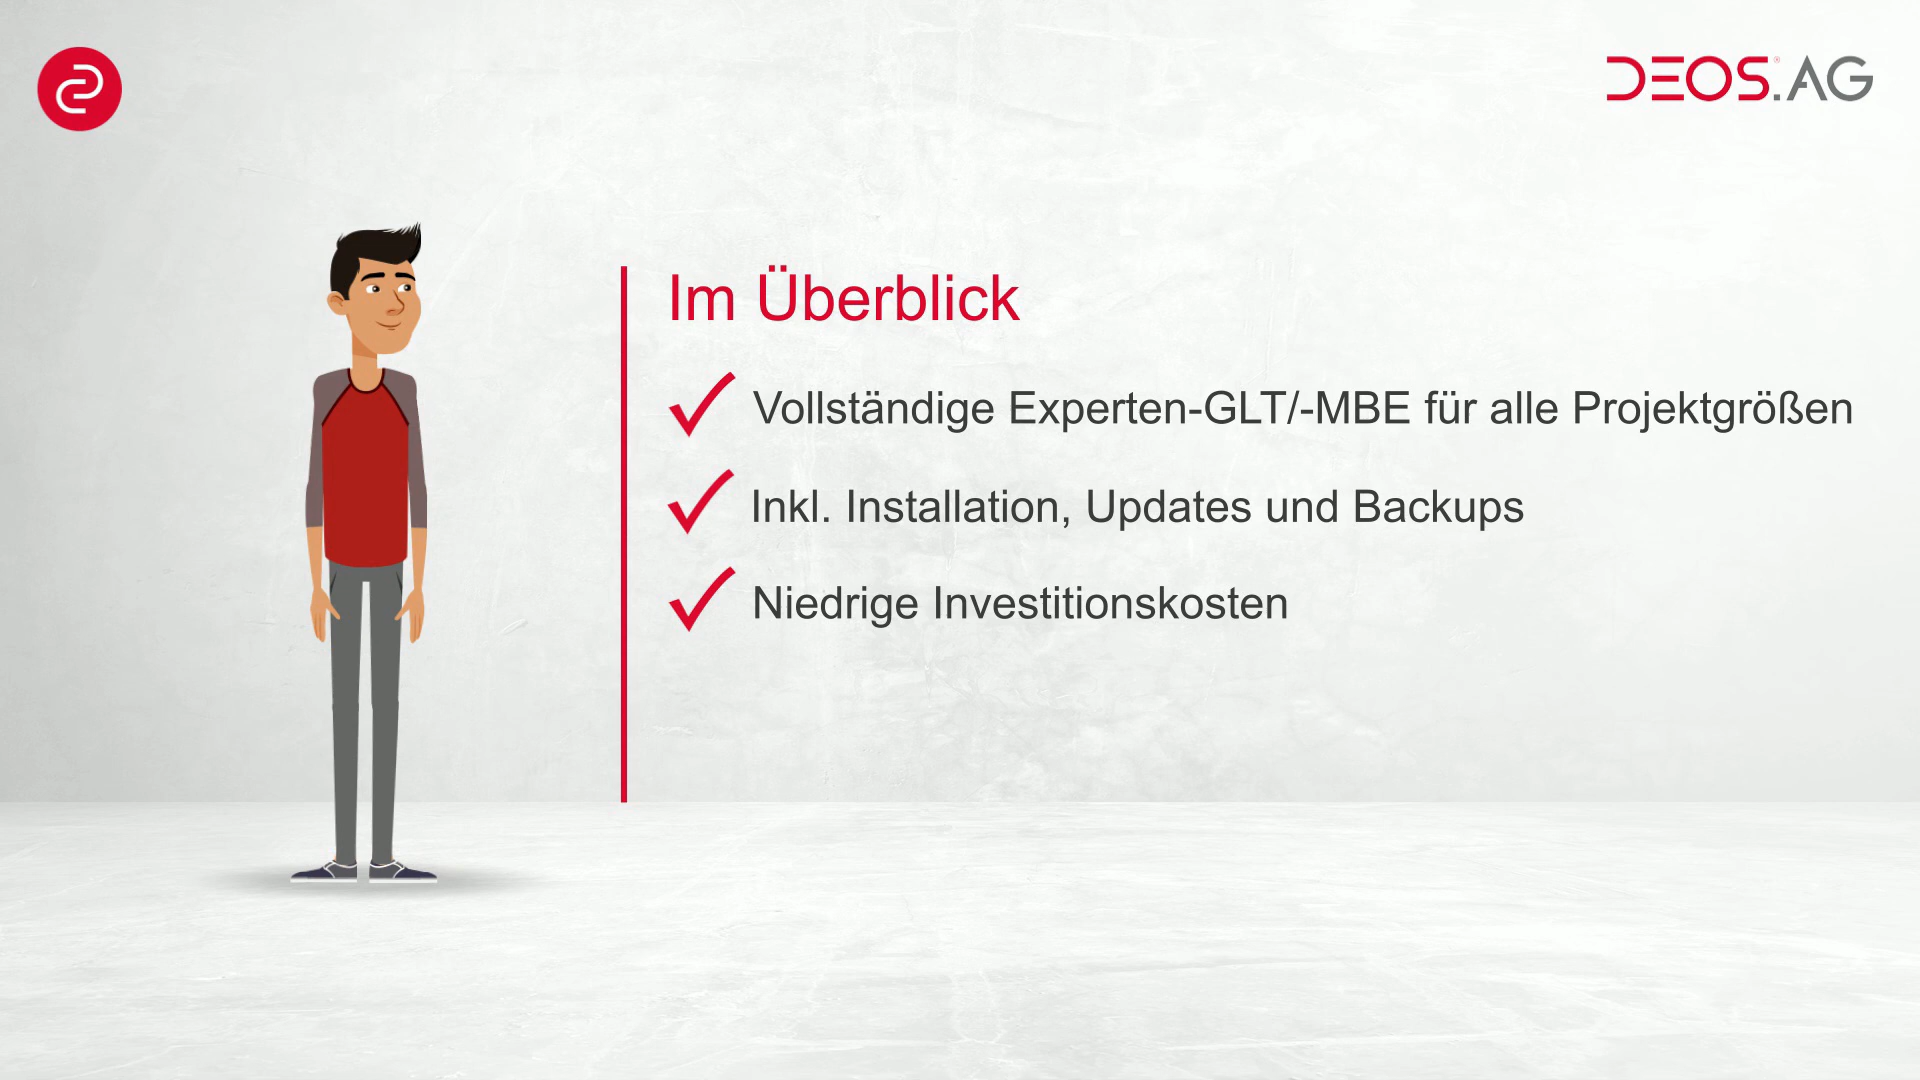 DEOS.AG
Im Überblick
Vollständige Experten-GLT/-MBE für alle Projektgrößen
Inkl. Installation, Updates und Backups
Niedrige Investitionskosten